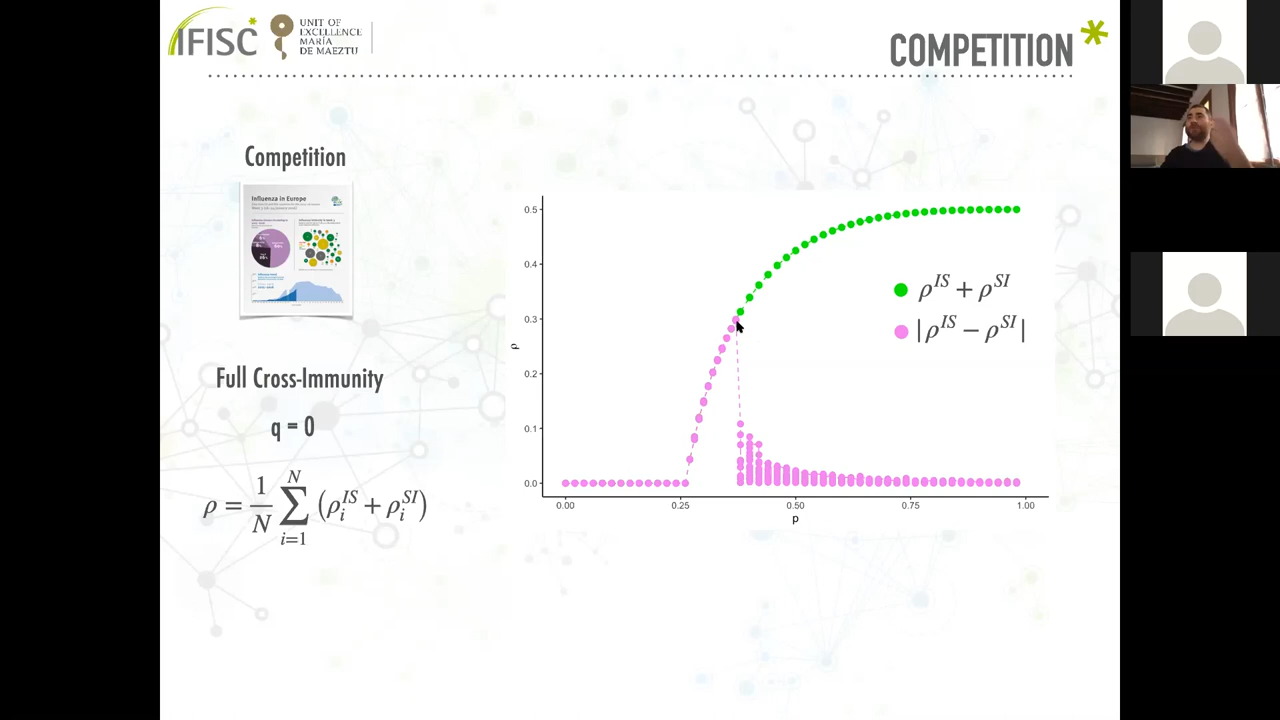 IFISC
UNIT OF
EXCELLENCE
MARÍA
DE MAEZTU
COMPETITION
Competition
Influenza in Europe
Full Cross-Immunity
q = 0
ρ = 1/N ∑_{i=1}^{N} (ρ_i^{IS} + ρ_i^{SI})
0.5
0.4
0.3
0.2
0.1
0.0
ρ
0.00 0.25 0.50 0.75 1.00
p
ρ^{IS} + ρ^{SI}
|ρ^{IS} − ρ^{SI}|